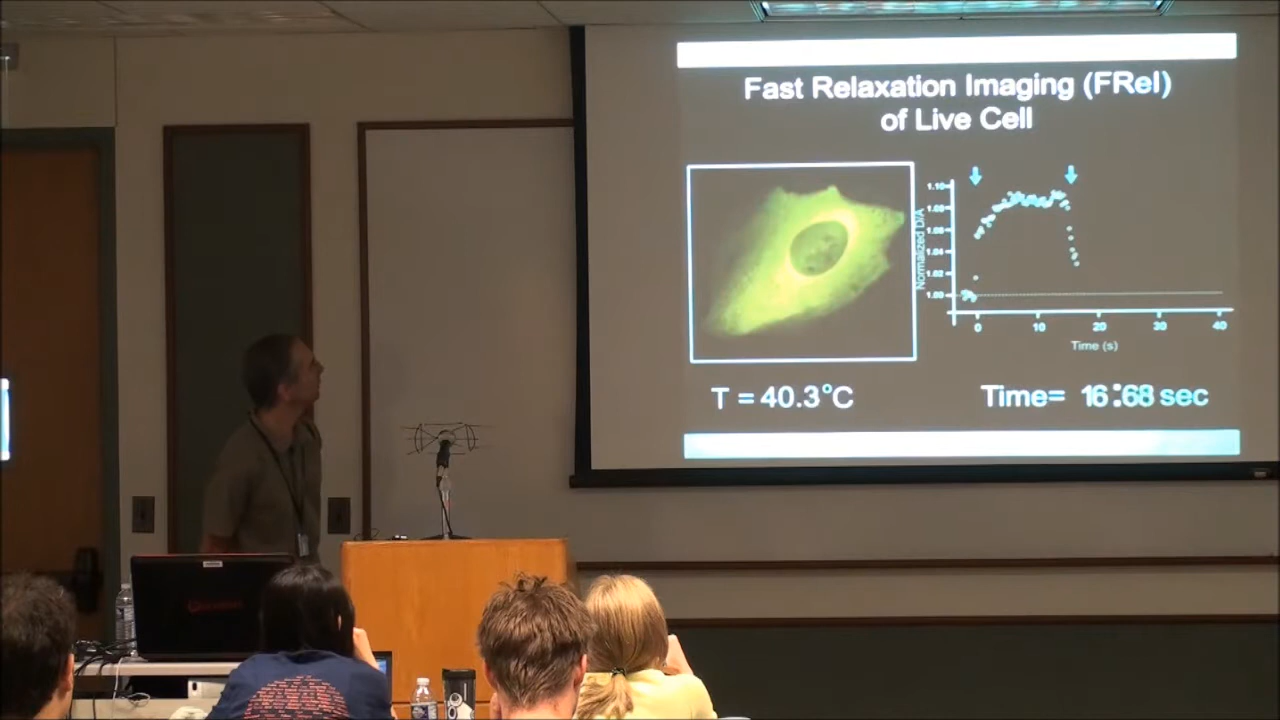 Fast Relaxation Imaging (FReI)
of Live Cell
Normalized D/A
1.10
1.08
1.06
1.04
1.02
1.00
0 10 20 30 40
Time (s)
T = 40.3°C
Time= 16:68 sec